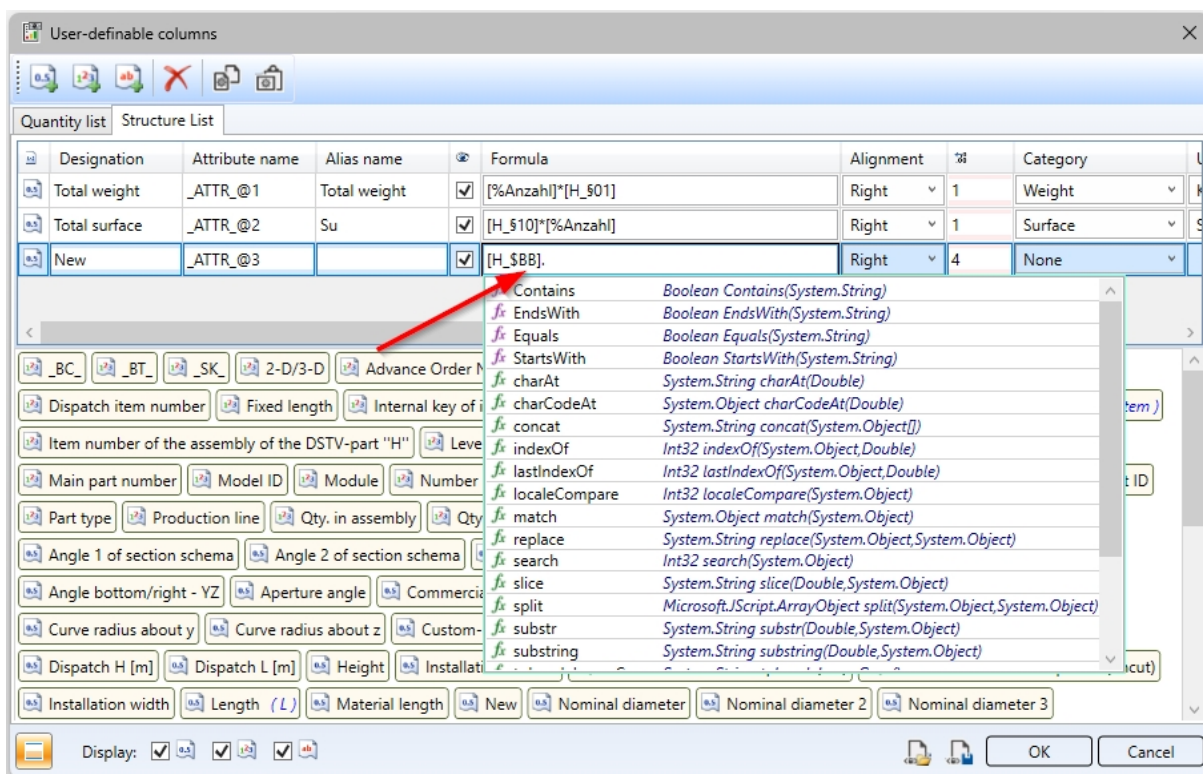 User-definable columns
Quantity list Structure List
Designation Attribute name Alias name Formula Alignment Category
Total weight _ATTR_@1 Total weight [%Anzahl]*[H_§01] Right 1 Weight
Total surface _ATTR_@2 Su [H_§10]*[%Anzahl] Right 1 Surface
New _ATTR_@3 [H_$BB]. Right 4 None
Contains Boolean Contains(System.String)
EndsWith Boolean EndsWith(System.String)
Equals Boolean Equals(System.String)
StartsWith Boolean StartsWith(System.String)
charAt System.String charAt(Double)
charCodeAt System.Object charCodeAt(Double)
concat System.String concat(System.Object[])
indexOf Int32 indexOf(System.Object,Double)
lastIndexOf Int32 lastIndexOf(System.Object,Double)
localeCompare Int32 localeCompare(System.Object)
match System.Object match(System.Object)
replace System.String replace(System.Object,System.Object)
search Int32 search(System.Object)
slice System.String slice(Double,System.Object)
split Microsoft.JScript.ArrayObject split(System.Object,System.Object)
substr System.String substr(Double,System.Object)
substring System.String substring(Double,System.Object)
_BC_ _BT_ _SK_ 2-D/3-D Advance Order
Dispatch item number Fixed length Internal key of
Item number of the assembly of the DSTV-part "H"
Main part number Model ID Module Number ID
Part type Production line Qty. in assembly Qty
Angle 1 of section schema Angle 2 of section schema
Angle bottom/right - YZ Aperture angle
Curve radius about y Curve radius about z Custom-
Dispatch H [m] Dispatch L [m] Height
Installation width Length (L) Material length New Nominal diameter Nominal diameter 2 Nominal diameter 3
Display: OK Cancel